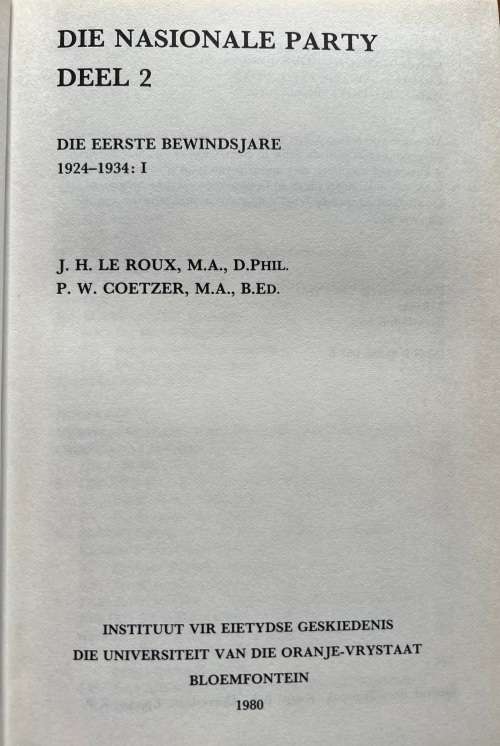 DIE NASIONALE PARTY
DEEL 2
DIE EERSTE BEWINDSJARE
1924–1934: I
J. H. LE ROUX, M.A., D.PHIL.
P. W. COETZER, M.A., B.ED.
INSTITUUT VIR EIETYDSE GESKIEDENIS
DIE UNIVERSITEIT VAN DIE ORANJE-VRYSTAAT
BLOEMFONTEIN
1980